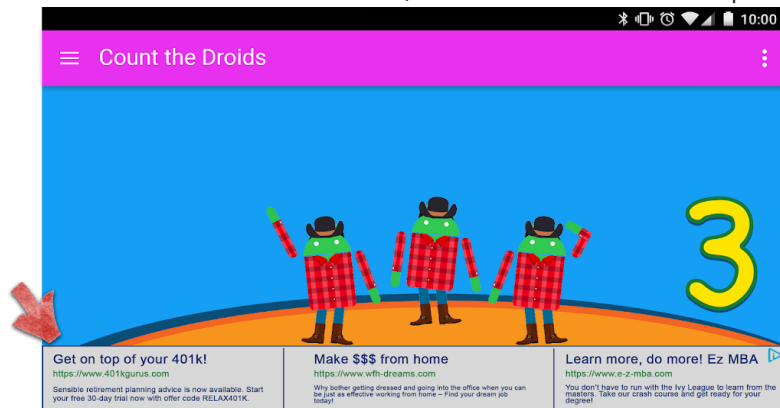 10:00
Count the Droids
3
Get on top of your 401k!
https://www.401kgurus.com
Sensible retirement planning advice is now available. Start
your free 30-day trial now with offer code RELAX401K.
Make $$$ from home
https://www.wfh-dreams.com
Why bother getting dressed and going into the office when you can
be just as effective working from home – Find your dream job
today!
Learn more, do more! Ez MBA
https://www.e-z-mba.com
You don't have to run with the Ivy League to learn from the
masters. Take our crash course and get ready for your
degree!